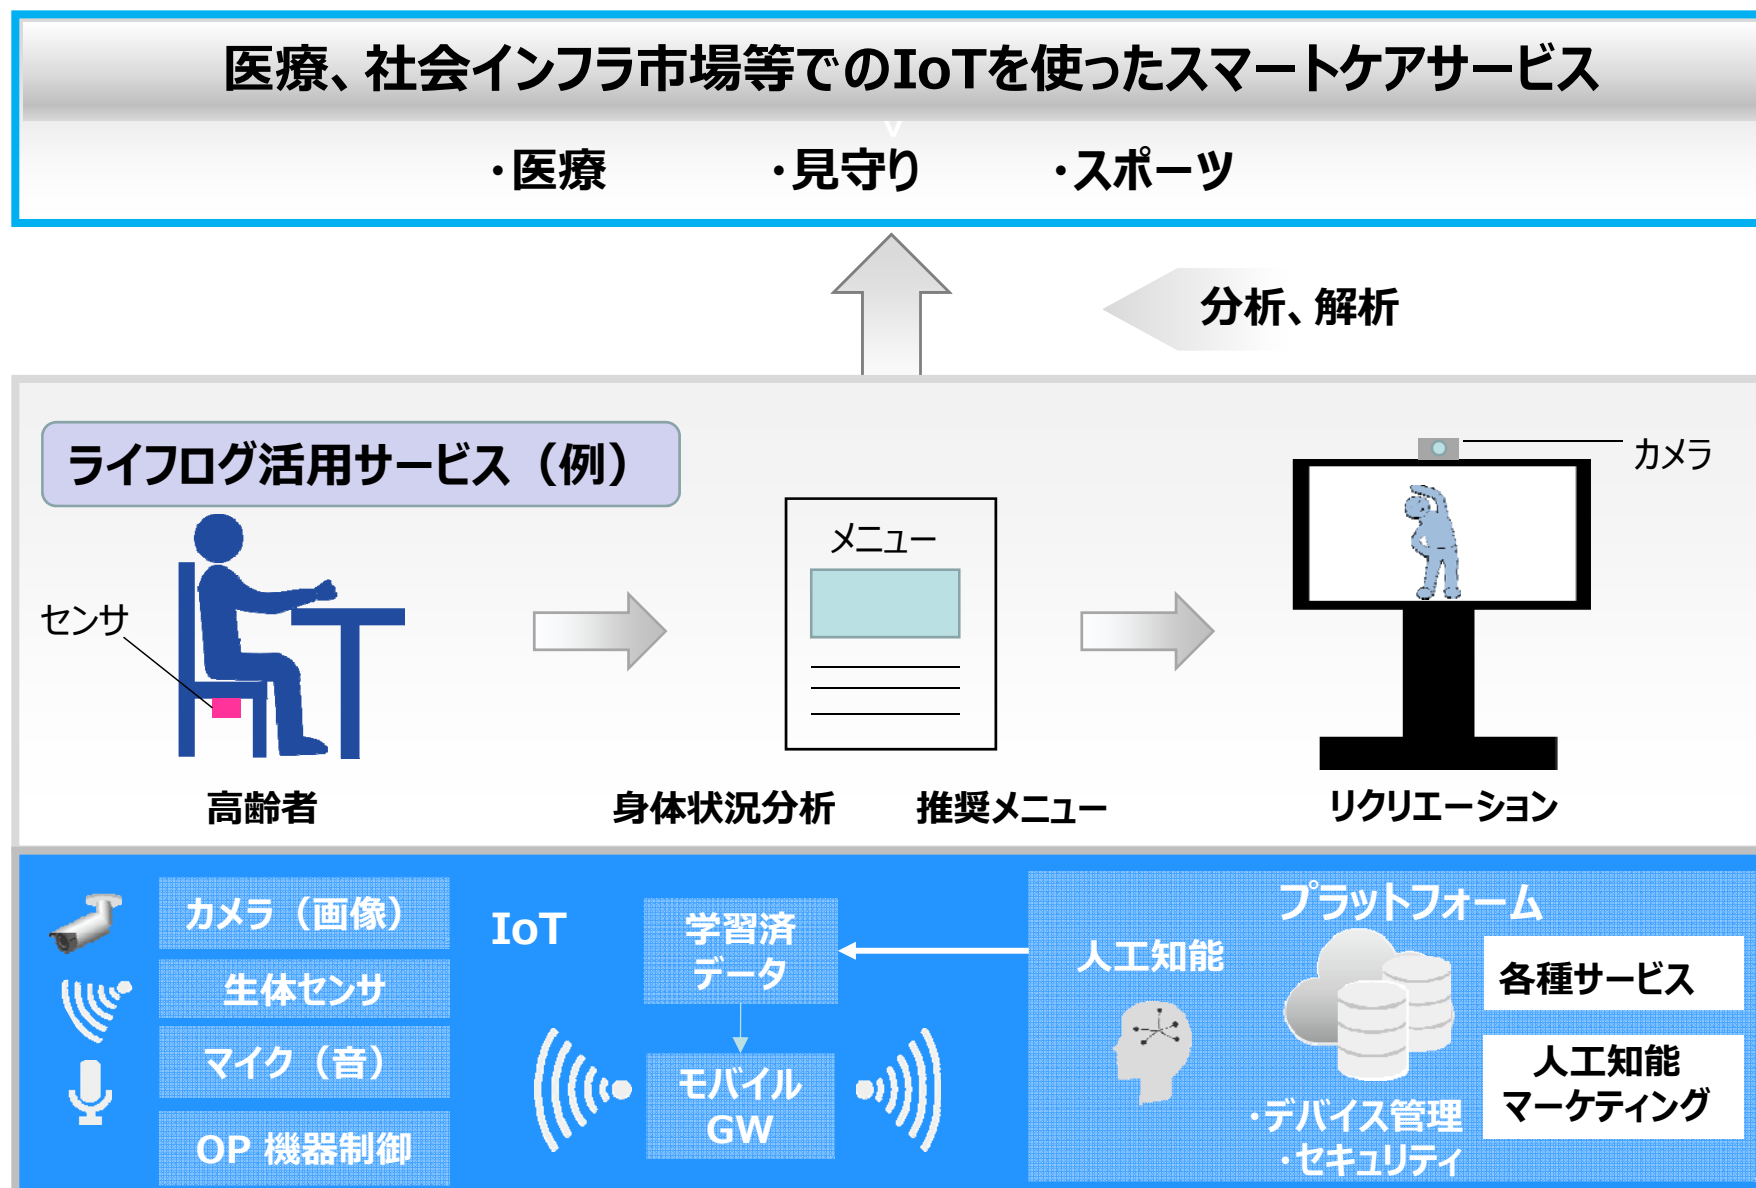 医療、社会インフラ市場等でのIoTを使ったスマートケアサービス
・医療
・見守り
・スポーツ
分析、解析
ライフログ活用サービス（例）
カメラ
メニュー
センサ
高齢者
身体状況分析
推奨メニュー
リクリエーション
カメラ（画像）
生体センサ
マイク（音）
OP 機器制御
IoT
学習済
データ
モバイル
GW
プラットフォーム
人工知能
各種サービス
人工知能
マーケティング
・デバイス管理
・セキュリティ